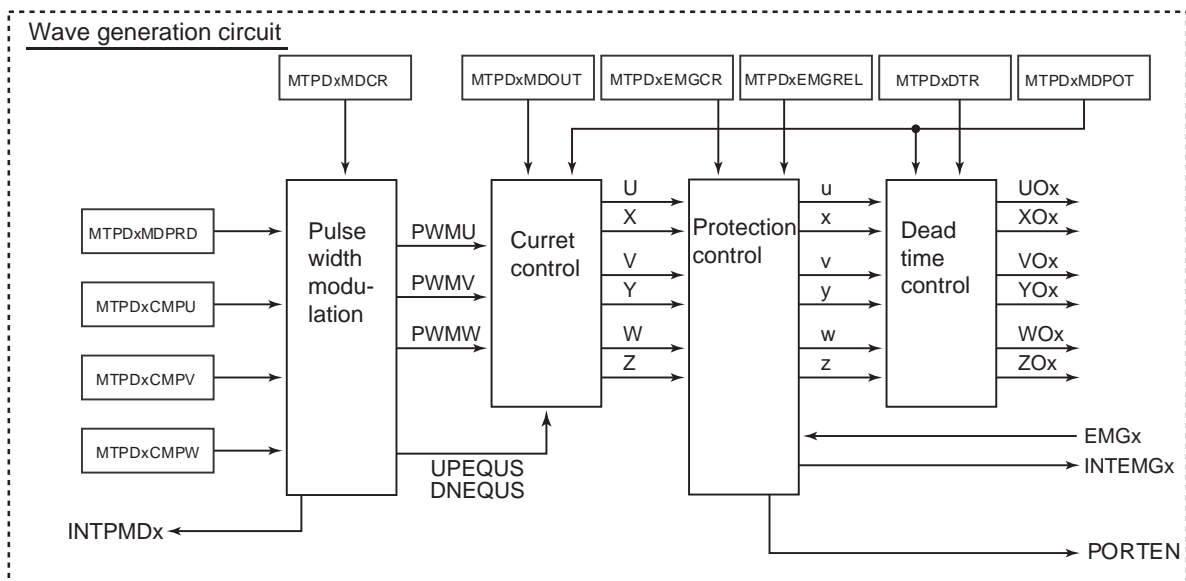 Wave generation circuit
MTPDxMDCR
MTPDxMDOUT
MTPDxEMGCR
MTPDxEMGREL
MTPDxDTR
MTPDxMDPOT
MTPDxMDPRD
MTPDxCMPU
MTPDxCMPV
MTPDxCMPW
Pulse
width
modu-
lation
PWMU
PWMV
PWMW
UPEQUS
DNEQUS
INTPMDx
Curret
control
U
X
V
Y
W
Z
Protection
control
u
x
v
y
w
z
Dead
time
control
UOx
XOx
VOx
YOx
WOx
ZOx
EMGx
INTEMGx
PORTEN